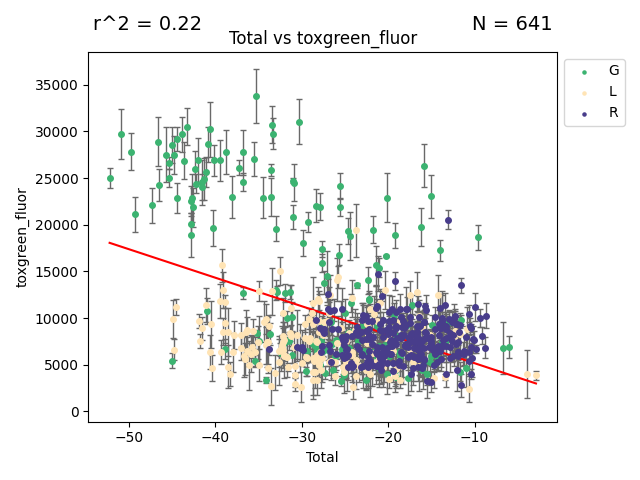 r^2 = 0.22
N = 641
Total vs toxgreen_fluor
35000
30000
25000
20000
15000
10000
5000
0
toxgreen_fluor
−50
−40
−30
−20
−10
Total
G
L
R